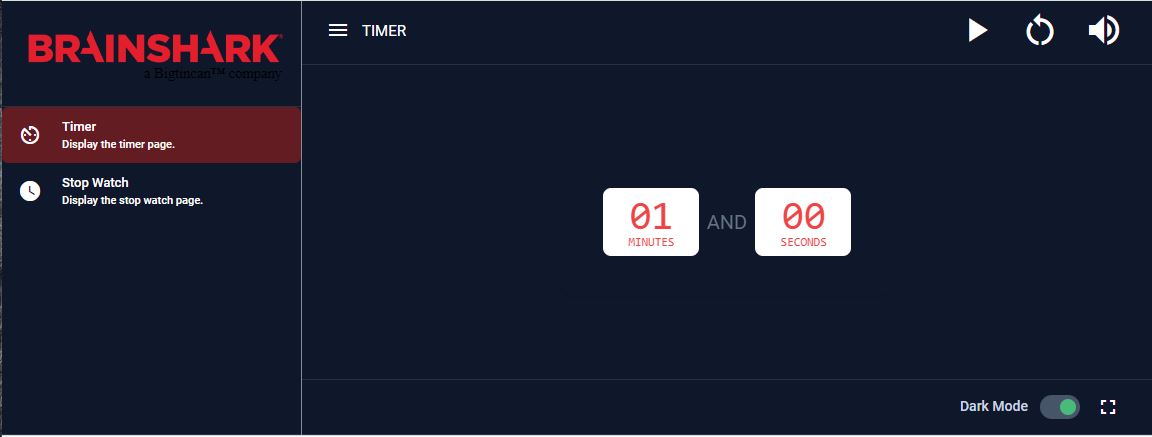 BRAINSHARK
a Bigtincan™ company
TIMER
Timer
Display the timer page.
Stop Watch
Display the stop watch page.
01
MINUTES
AND
00
SECONDS
Dark Mode